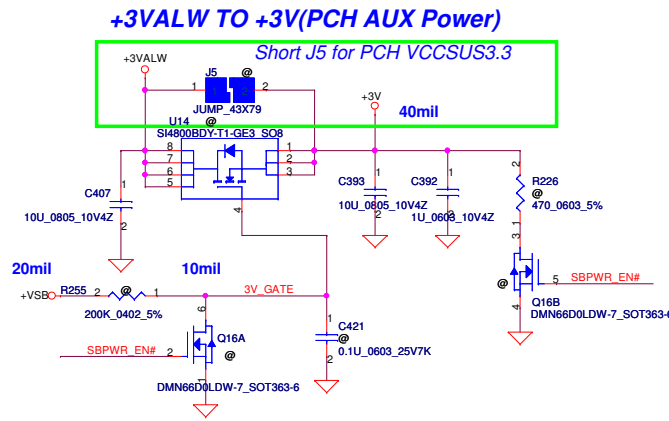 +3VALW TO +3V(PCH AUX Power)
Short J5 for PCH VCCSUS3.3
+3VALW
J5
@
1 1 2 2
JUMP_43X79
@
+3V
40mil
U14
SI4800BDY-T1-GE3_SO8
8 1
7 2
6 3
5
4
C407
1
10U_0805_10V4Z
2
C393
1
@
10U_0805_10V4Z
2
C392
1
@
1U_0603_10V4Z
2
2
R226
@
470_0603_5%
1
3
5
SBPWR_EN#
@
4
Q16B
DMN66D0LDW-7_SOT363-6
20mil
10mil
+VSB
R255
2
@
1
200K_0402_5%
3V_GATE
6
SBPWR_EN#
2
Q16A
@
1
DMN66D0LDW-7_SOT363-6
1
C421
@
0.1U_0603_25V7K
2